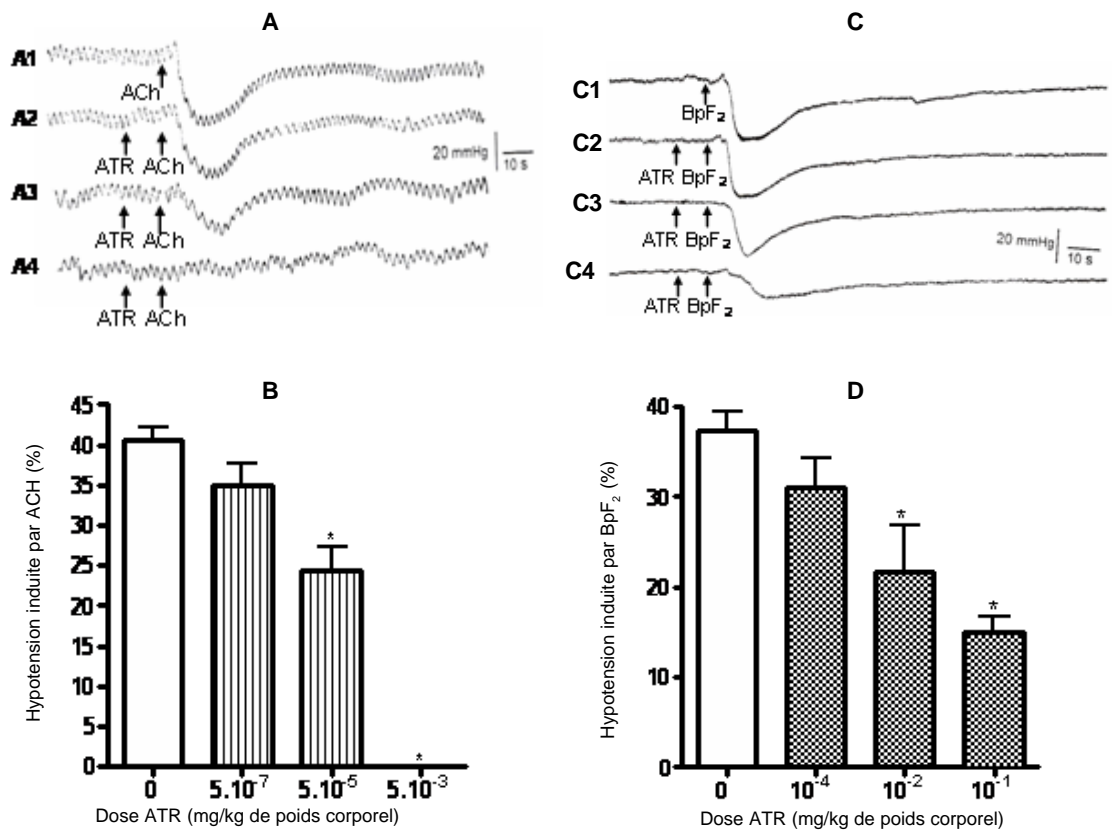 A
A1
ACh
A2
ATR ACh
20 mmHg
10 s
A3
ATR ACh
A4
ATR ACh
C
C1
BpF₂
C2
ATR BpF₂
C3
ATR BpF₂
20 mmHg
10 s
C4
ATR BpF₂
B
Hypotension induite par ACH (%)
45
40
35
30
25
20
15
10
5
0
*
*
0 5.10⁻⁷ 5.10⁻⁵ 5.10⁻³
Dose ATR (mg/kg de poids corporel)
D
Hypotension induite par BpF₂ (%)
40
30
20
10
0
*
*
0 10⁻⁴ 10⁻² 10⁻¹
Dose ATR (mg/kg de poids corporel)